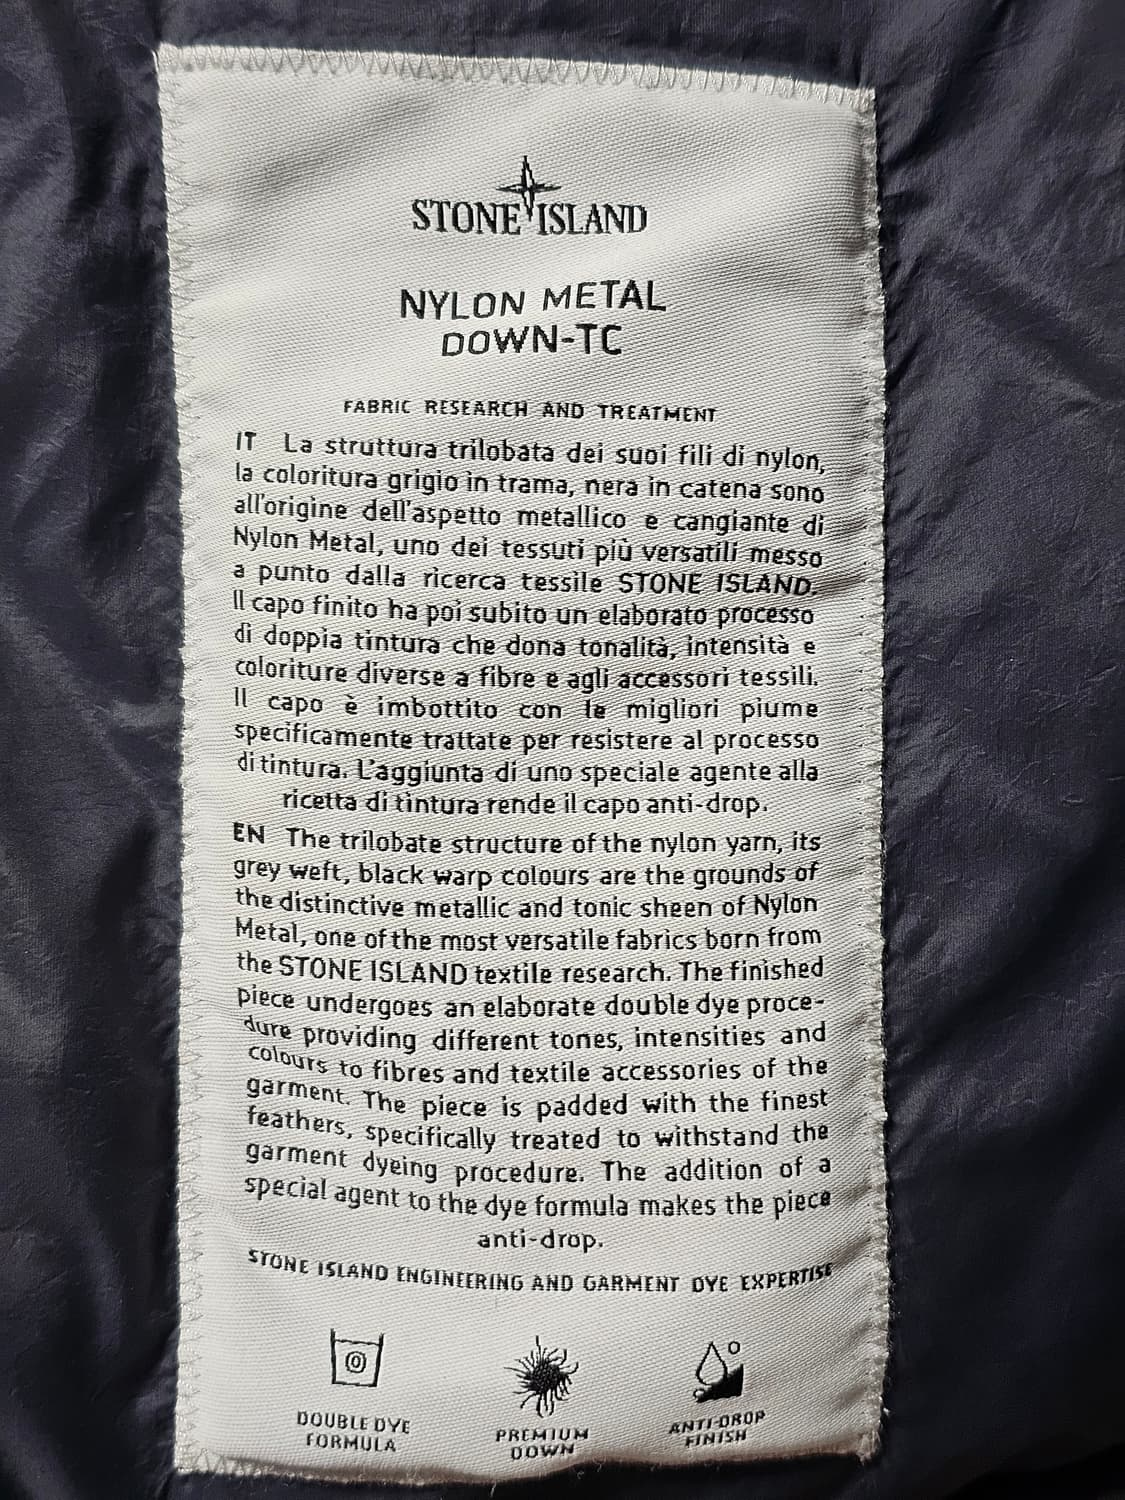 STONE ISLAND
NYLON METAL
DOWN-TC
FABRIC RESEARCH AND TREATMENT
IT La struttura trilobata dei suoi fili di nylon,
la coloritura grigio in trama, nera in catena sono
all'origine dell'aspetto metallico e cangiante di
Nylon Metal, uno dei tessuti più versatili messo
a punto dalla ricerca tessile STONE ISLAND.
Il capo finito ha poi subito un elaborato processo
di doppia tintura che dona tonalità, intensità e
coloriture diverse a fibre e agli accessori tessili.
Il capo è imbottito con le migliori piume
specificamente trattate per resistere al processo
di tintura. L'aggiunta di uno speciale agente alla
ricetta di tintura rende il capo anti-drop.
EN The trilobate structure of the nylon yarn, its
grey weft, black warp colours are the grounds of
the distinctive metallic and tonic sheen of Nylon
Metal, one of the most versatile fabrics born from
the STONE ISLAND textile research. The finished
piece undergoes an elaborate double dye proce-
dure providing different tones, intensities and
colours to fibres and textile accessories of the
garment. The piece is padded with the finest
feathers, specifically treated to withstand the
garment dyeing procedure. The addition of a
special agent to the dye formula makes the piece
anti-drop.
STONE ISLAND ENGINEERING AND GARMENT DYE EXPERTISE
DOUBLE DYE
FORMULA
PREMIUM
DOWN
ANTI-DROP
FINISH